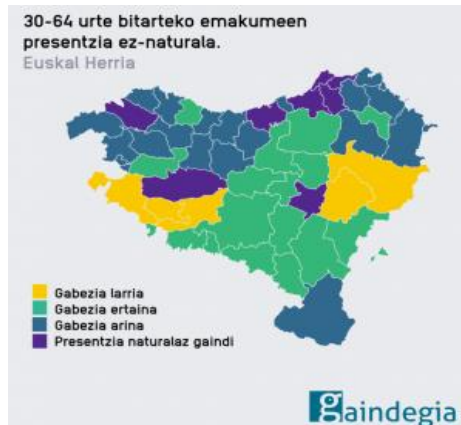 30-64 urte bitarteko emakumeen
presentzia ez-naturala.
Euskal Herria
Gabezia larria
Gabezia ertaina
Gabezia arina
Presentzia naturalaz gaindi
gaindegia